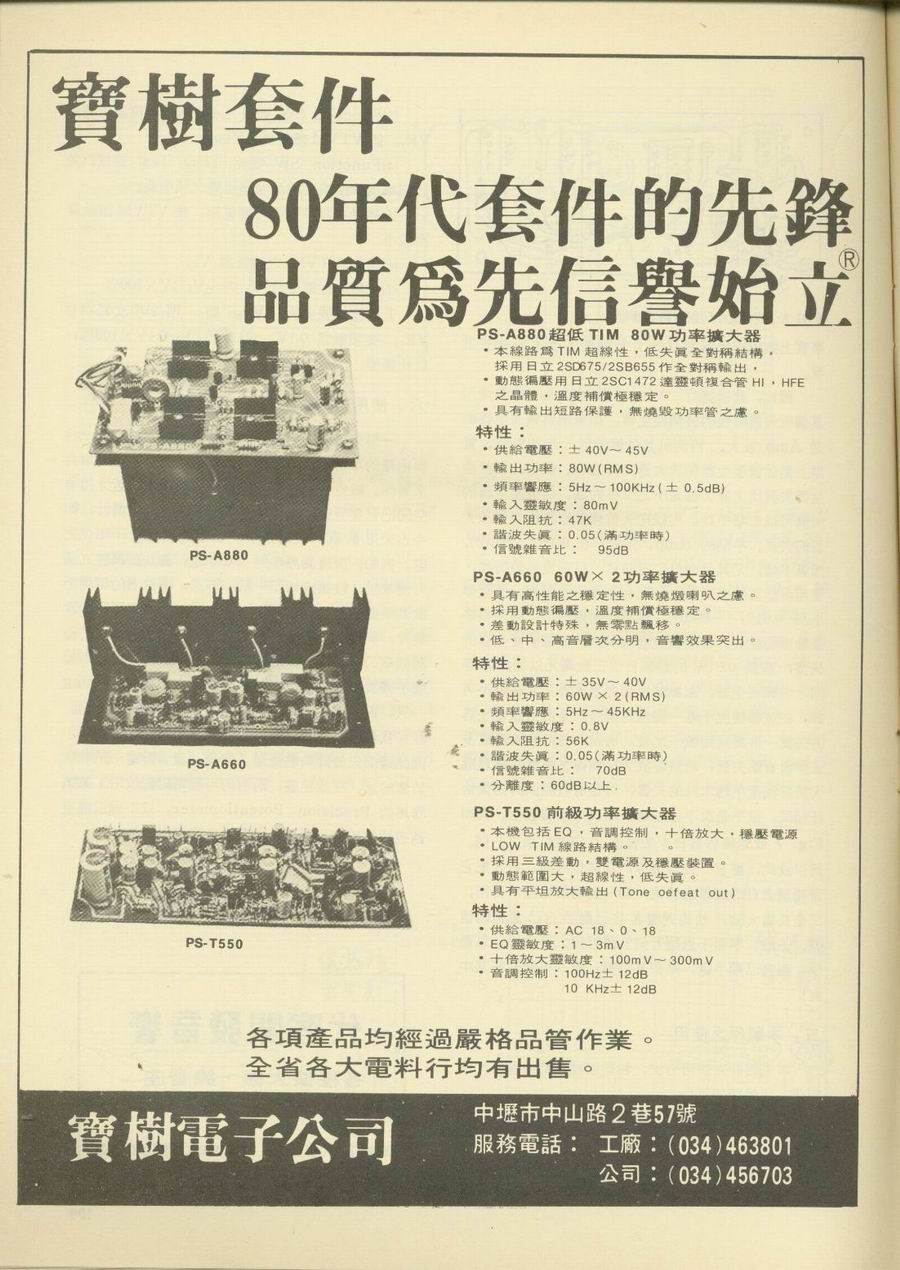 寶樹套件
80年代套件的先鋒
品質爲先信譽始立®
PS-A880超低 TIM 80W功率擴大器
•本線路爲TIM超線性，低失眞全對稱結構，
採用日立2SD675/2SB655作全對稱輸出，
•動態徧壓用日立2SC1472達靈頓複合管HI，HFE
之晶體，溫度補償極穩定。
•具有輸出短路保護，無燒毀功率管之慮。
特性：
•供給電壓：± 40V～45V
•輸出功率：80W(RMS)
•頻率響應：5Hz～100KHz(± 0.5dB)
•輸入靈敏度：80mV
•輸入阻抗：47K
•諧波失眞：0.05(滿功率時)
•信號雜音比： 95dB
PS-A880
PS-A660 60W×2功率擴大器
•具有高性能之穩定性，無燒燬喇叭之慮。
•採用動態徧壓，溫度補償極穩定。
•差動設計特殊，無零點飄移。
•低、中、高音層次分明，音響效果突出。
特性：
•供給電壓：± 35V～40V
•輸出功率：60W × 2(RMS)
•頻率響應：5Hz～45KHz
•輸入靈敏度：0.8V
•輸入阻抗：56K
•諧波失眞：0.05(滿功率時)
•信號雜音比： 70dB
•分離度：60dB以上.
PS-A660
PS-T550 前級功率擴大器
•本機包括EQ，音調控制，十倍放大，穩壓電源
•LOW TIM線路結構。
•採用三級差動，雙電源及穩壓裝置。
•動態範圍大，超線性，低失眞。
•具有平坦放大輸出(Tone oefeat out)
特性：
•供給電壓：AC 18、0、18
•EQ靈敏度：1～3mV
•十倍放大靈敏度：100mV～300mV
•音調控制：100Hz± 12dB
10 KHz± 12dB
PS-T550
各項產品均經過嚴格品管作業。
全省各大電料行均有出售。
寶樹電子公司
中壢市中山路2巷57號
服務電話： 工廠：(034)463801
公司：(034)456703